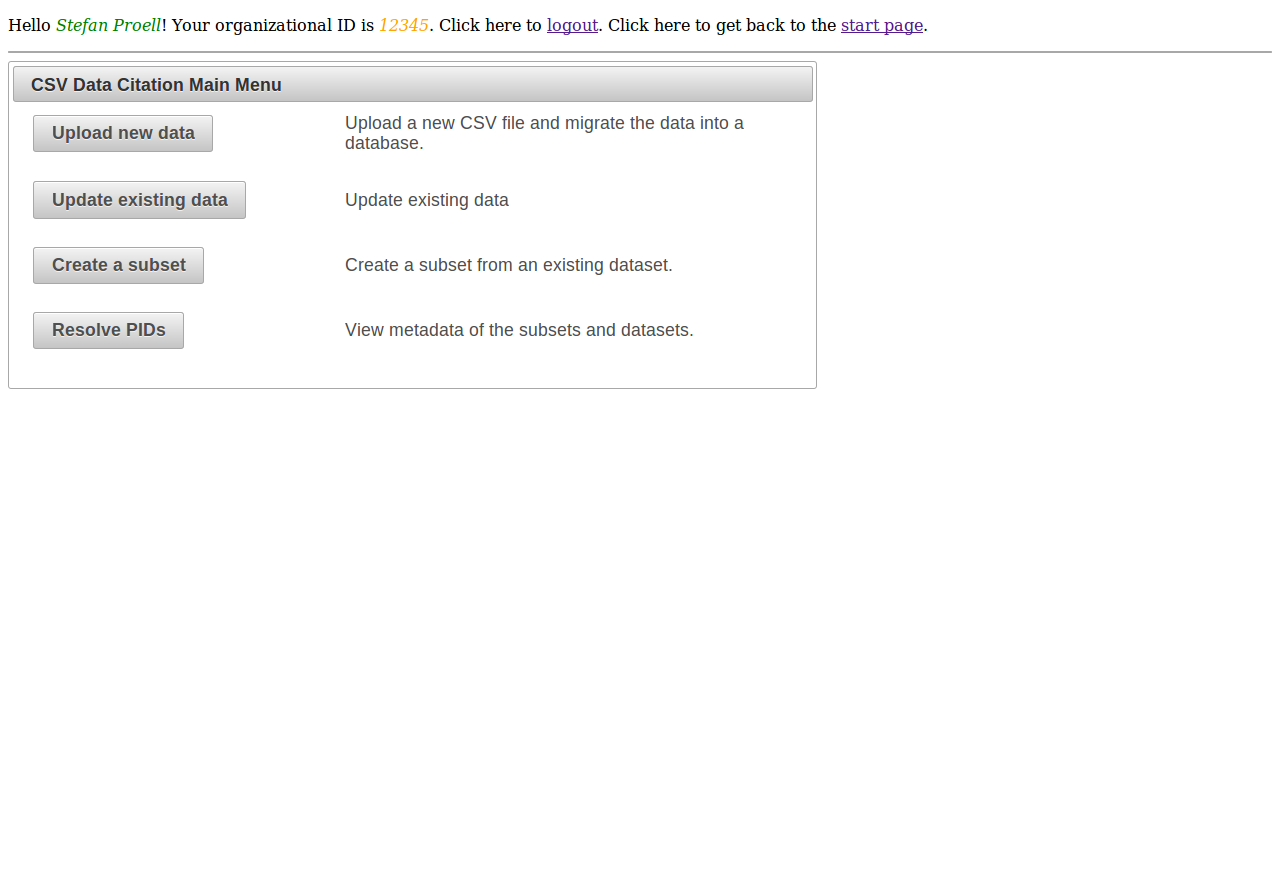 Hello Stefan Proell! Your organizational ID is 12345. Click here to logout. Click here to get back to the start page.
CSV Data Citation Main Menu
Upload new data
Upload a new CSV file and migrate the data into a
database.
Update existing data
Update existing data
Create a subset
Create a subset from an existing dataset.
Resolve PIDs
View metadata of the subsets and datasets.